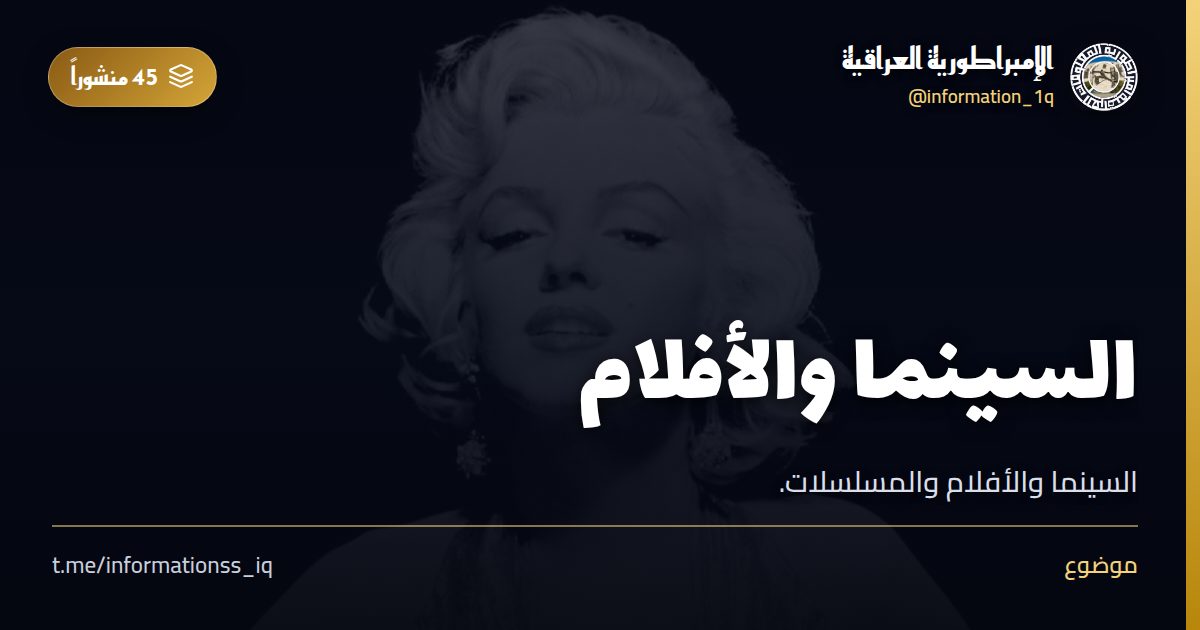 الإمبراطورية العراقية
@information_1q
45 منشوراً
السينما والأفلام
السينما والأفلام والمسلسلات.
موضوع
t.me/informationss_iq